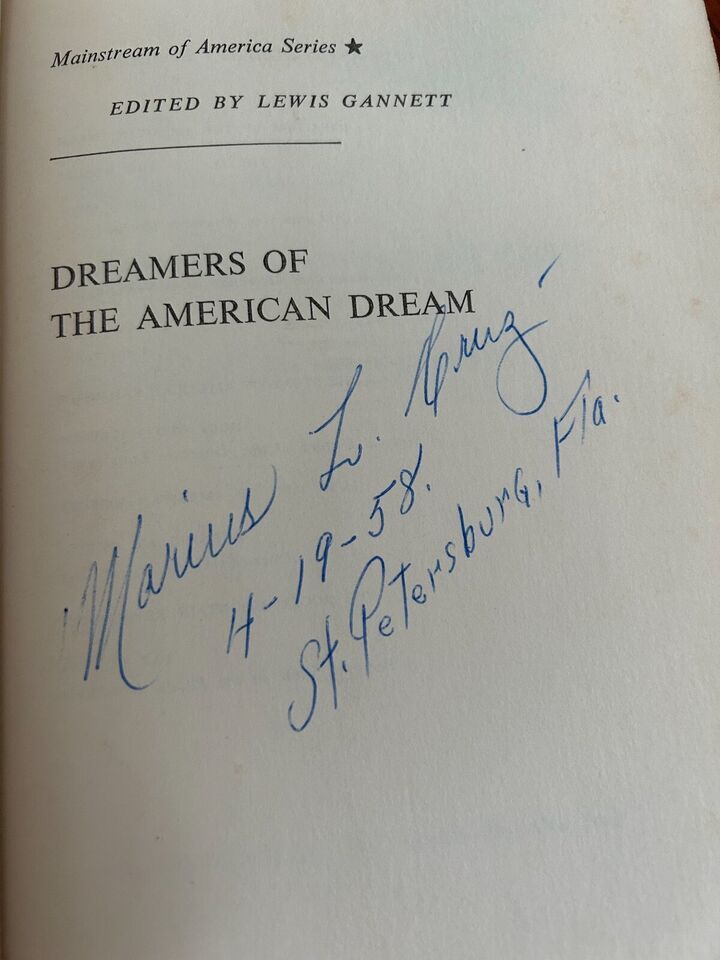 Mainstream of America Series ★
EDITED BY LEWIS GANNETT
DREAMERS OF
THE AMERICAN DREAM
Marius L. Cruz
4-19-58.
St. Petersburg, Fla.